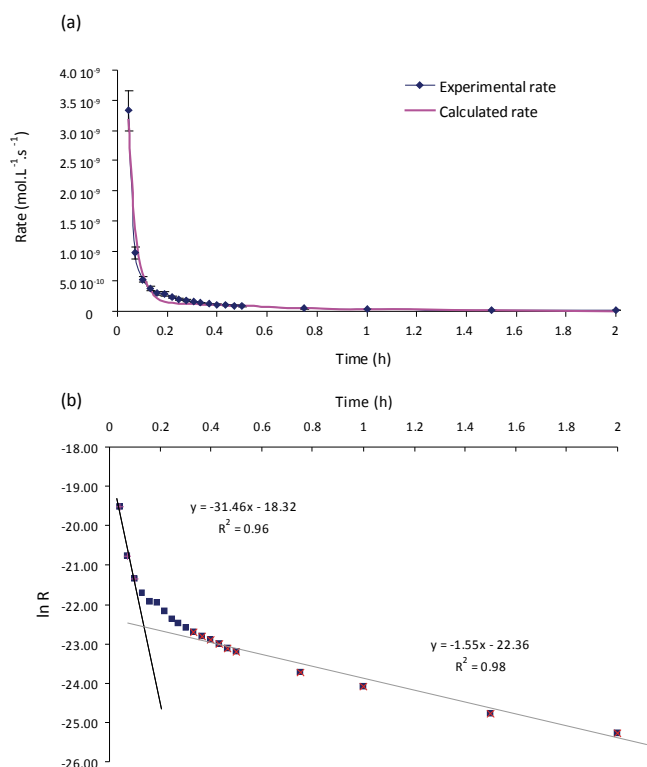 (a)
4.0 10⁻⁹
3.5 10⁻⁹
3.0 10⁻⁹
2.5 10⁻⁹
2.0 10⁻⁹
1.5 10⁻⁹
1.0 10⁻⁹
5.0 10⁻¹⁰
0
Rate (mol.L⁻¹.s⁻¹)
Experimental rate
Calculated rate
0 0.2 0.4 0.6 0.8 1.0 1.2 1.4 1.6 1.8 2
Time (h)
(b)
Time (h)
0 0.2 0.4 0.6 0.8 1 1.2 1.4 1.6 1.8 2
-18.00
-19.00
-20.00
-21.00
-22.00
-23.00
-24.00
-25.00
-26.00
ln R
y = -31.46x - 18.32
R² = 0.96
y = -1.55x - 22.36
R² = 0.98